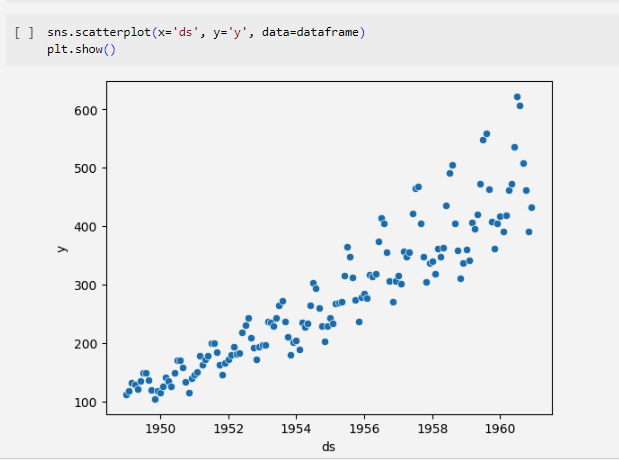 [ ] sns.scatterplot(x='ds', y='y', data=dataframe)
plt.show()
600
500
400
300
200
100
y
1950 1952 1954 1956 1958 1960
ds